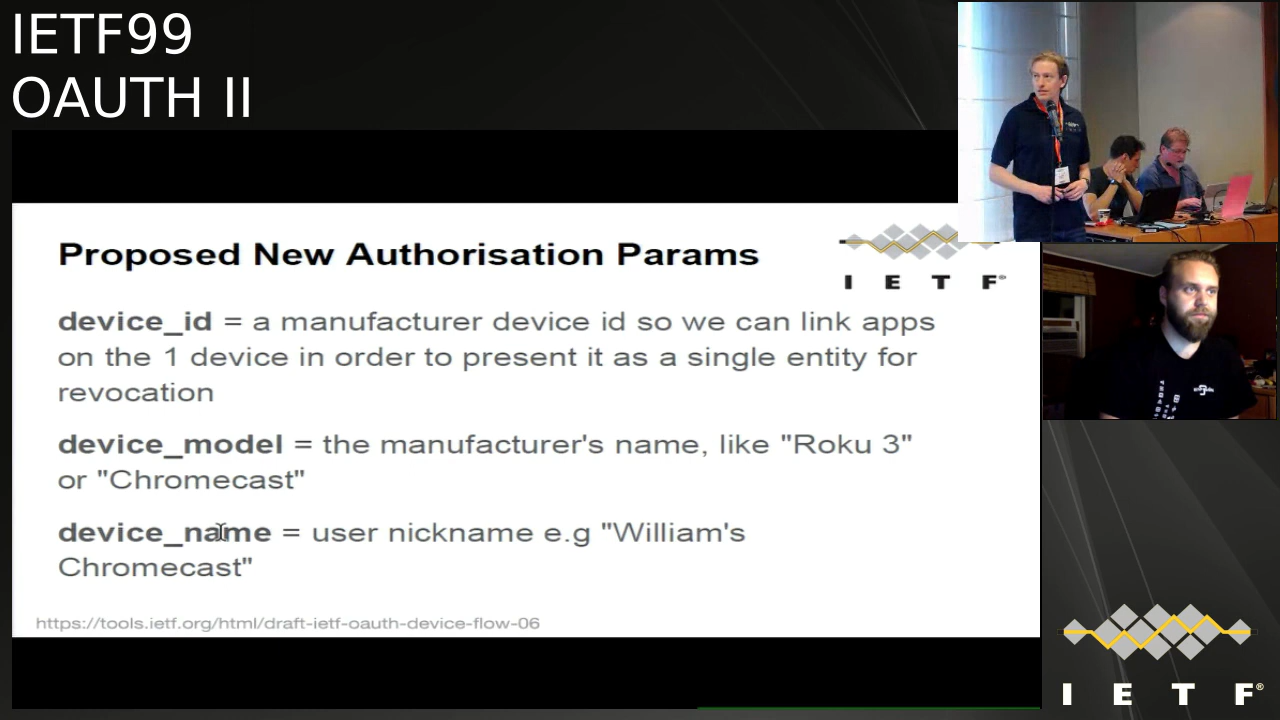 IETF99
OAUTH II
Proposed New Authorisation Params
I E T F®
device_id = a manufacturer device id so we can link apps
on the 1 device in order to present it as a single entity for
revocation
device_model = the manufacturer's name, like "Roku 3"
or "Chromecast"
device_name = user nickname e.g "William's
Chromecast"
https://tools.ietf.org/html/draft-ietf-oauth-device-flow-06
I E T F®